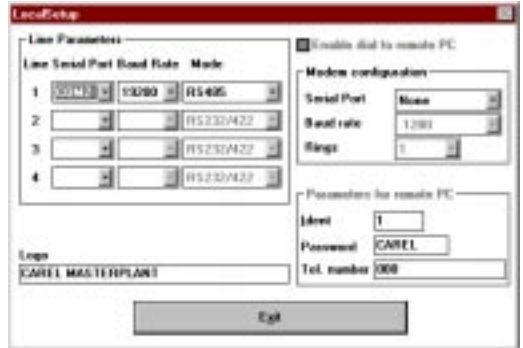 LocalSetup
Line Parameters
Line Serial Port Baud Rate Mode
1 19200 RS485
2 RS232/422
3 RS232/422
4 RS232/422
Logo
CAREL MASTERPLANT
Enable dial to remote PC
Modem configuration
Serial Port None
Baud rate 1200
Rings 1
Parameters for remote PC
Ident 1
Password CAREL
Tel. number 000
Exit